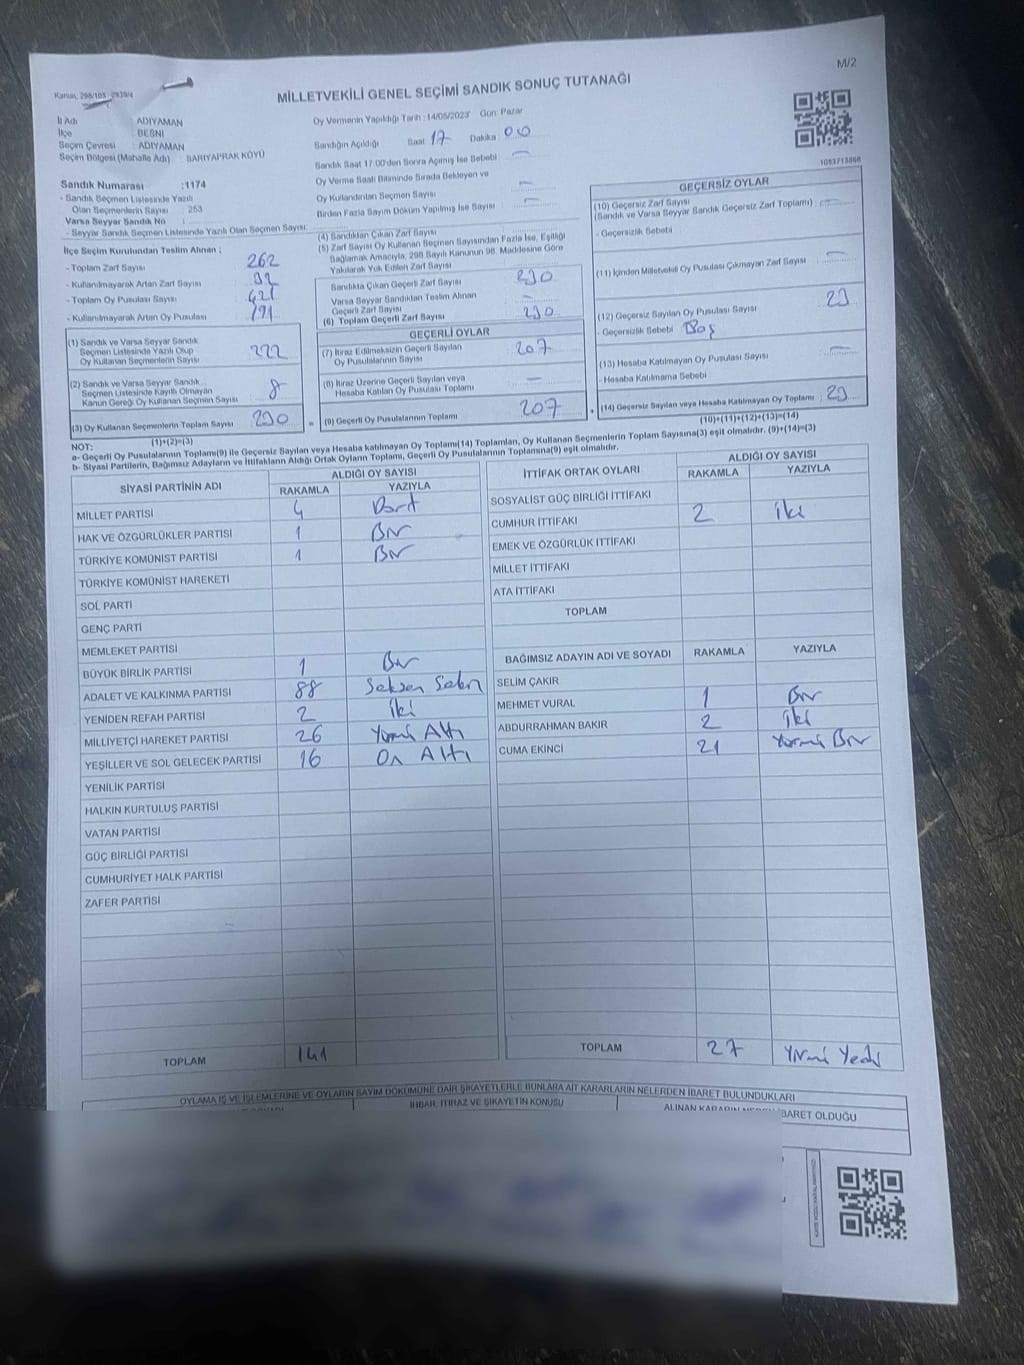 M/2
Kanun, 298/105 - 2839/4
MİLLETVEKİLİ GENEL SEÇİMİ SANDIK SONUÇ TUTANAĞI
İl Adı : ADIYAMAN
İlçe : BESNİ
Seçim Çevresi : ADIYAMAN
Seçim Bölgesi (Mahalle Adı) : SARIYAPRAK KÖYÜ
Oy Vermenin Yapıldığı Tarih : 14/05/2023 Gün: Pazar
Sandığın Açıldığı Saat 17 Dakika : 00
Sandık Saat 17:00'den Sonra Açılmış İse Sebebi : —
Oy Verme Saati Bitiminde Sırada Bekleyen ve
Oy Kullandırılan Seçmen Sayısı : —
Birden Fazla Sayım Döküm Yapılmış İse Sayısı : —
Sandık Numarası : 1174
- Sandık Seçmen Listesinde Yazılı
Olan Seçmenlerin Sayısı : 253
Varsa Seyyar Sandık No :
- Seyyar Sandık Seçmen Listesinde Yazılı Olan Seçmen Sayısı:
İlçe Seçim Kurulundan Teslim Alınan ;
- Toplam Zarf Sayısı : 262
- Kullanılmayarak Artan Zarf Sayısı : 32
- Toplam Oy Pusulası Sayısı : 421
- Kullanılmayarak Artan Oy Pusulası : 191
(1) Sandık ve Varsa Seyyar Sandık
Seçmen Listesinde Yazılı Olup
Oy Kullanan Seçmenlerin Sayısı 222
(2) Sandık ve Varsa Seyyar Sandık
Seçmen Listesinde Kayıtlı Olmayan
Kanun Gereği Oy Kullanan Seçmen Sayısı 8
(3) Oy Kullanan Seçmenlerin Toplam Sayısı 230
(1)+(2)=(3)
(4) Sandıktan Çıkan Zarf Sayısı
(5) Zarf Sayısı Oy Kullanan Seçmen Sayısından Fazla İse, Eşitliği
Sağlamak Amacıyla, 298 Sayılı Kanunun 98. Maddesine Göre
Yakılarak Yok Edilen Zarf Sayısı
Sandıkta Çıkan Geçerli Zarf Sayısı 230
Varsa Seyyar Sandıktan Teslim Alınan
Geçerli Zarf Sayısı
(6) Toplam Geçerli Zarf Sayısı 230
GEÇERLİ OYLAR
(7) İtiraz Edilmeksizin Geçerli Sayılan
Oy Pusulalarının Sayısı 207
(8) İtiraz Üzerine Geçerli Sayılan veya
Hesaba Katılan Oy Pusulası Toplamı —
= (9) Geçerli Oy Pusulalarının Toplamı 207 +
1053713868
GEÇERSİZ OYLAR
(10) Geçersiz Zarf Sayısı
(Sandık ve Varsa Seyyar Sandık Geçersiz Zarf Toplamı) : —
- Geçersizlik Sebebi
(11) İçinden Milletvekili Oy Pusulası Çıkmayan Zarf Sayısı —
(12) Geçersiz Sayılan Oy Pusulası Sayısı 23
- Geçersizlik Sebebi Boş
(13) Hesaba Katılmayan Oy Pusulası Sayısı —
- Hesaba Katılmama Sebebi :
(14) Geçersiz Sayılan veya Hesaba Katılmayan Oy Toplamı : 23
(10)+(11)+(12)+(13)=(14)
NOT:
a- Geçerli Oy Pusulalarının Toplamı(9) ile Geçersiz Sayılan veya Hesaba katılmayan Oy Toplamı(14) Toplamları, Oy Kullanan Seçmenlerin Toplam Sayısına(3) eşit olmalıdır. (9)+(14)=(3)
b- Siyasi Partilerin, Bağımsız Adayların ve İttifakların Aldığı Ortak Oyların Toplamı, Geçerli Oy Pusulalarının Toplamına(9) eşit olmalıdır.
SİYASİ PARTİNİN ADI ALDIĞI OY SAYISI
RAKAMLA YAZIYLA
MİLLET PARTİSİ 4 Dört
HAK VE ÖZGÜRLÜKLER PARTİSİ 1 Bir
TÜRKİYE KOMÜNİST PARTİSİ 1 Bir
TÜRKİYE KOMÜNİST HAREKETİ
SOL PARTİ
GENÇ PARTİ
MEMLEKET PARTİSİ
BÜYÜK BİRLİK PARTİSİ 1 Bir
ADALET VE KALKINMA PARTİSİ 88 Seksen Sekiz
YENİDEN REFAH PARTİSİ 2 iki
MİLLİYETÇİ HAREKET PARTİSİ 26 Yirmi Altı
YEŞİLLER VE SOL GELECEK PARTİSİ 16 On Altı
YENİLİK PARTİSİ
HALKIN KURTULUŞ PARTİSİ
VATAN PARTİSİ
GÜÇ BİRLİĞİ PARTİSİ
CUMHURİYET HALK PARTİSİ
ZAFER PARTİSİ
TOPLAM 141
İTTİFAK ORTAK OYLARI ALDIĞI OY SAYISI
RAKAMLA YAZIYLA
SOSYALİST GÜÇ BİRLİĞİ İTTİFAKI
CUMHUR İTTİFAKI 2 iki
EMEK VE ÖZGÜRLÜK İTTİFAKI
MİLLET İTTİFAKI
ATA İTTİFAKI
TOPLAM
BAĞIMSIZ ADAYIN ADI VE SOYADI RAKAMLA YAZIYLA
SELİM ÇAKIR
MEHMET VURAL 1 Bir
ABDURRAHMAN BAKIR 2 iki
CUMA EKİNCİ 21 Yirmi Bir
TOPLAM 27 Yirmi Yedi
OYLAMA İŞ VE İŞLEMLERİNE VE OYLARIN SAYIM DÖKÜMÜNE DAİR ŞİKAYETLERLE BUNLARA AİT KARARLARIN NELERDEN İBARET BULUNDUKLARI
İHBAR, İTİRAZ VE ŞİKAYETİN KONUSU
ALINAN BARET OLDUĞU